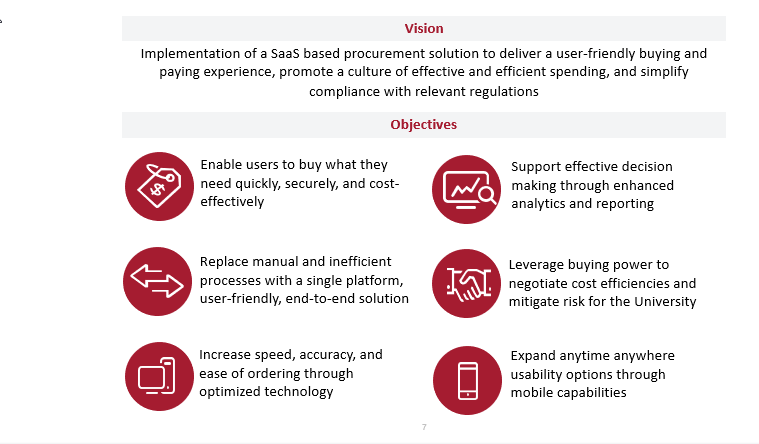 Vision
Implementation of a SaaS based procurement solution to deliver a user-friendly buying and
paying experience, promote a culture of effective and efficient spending, and simplify
compliance with relevant regulations
Objectives
Enable users to buy what they
need quickly, securely, and cost-
effectively
Support effective decision
making through enhanced
analytics and reporting
Replace manual and inefficient
processes with a single platform,
user-friendly, end-to-end solution
Leverage buying power to
negotiate cost efficiencies and
mitigate risk for the University
Increase speed, accuracy, and
ease of ordering through
optimized technology
Expand anytime anywhere
usability options through
mobile capabilities
7